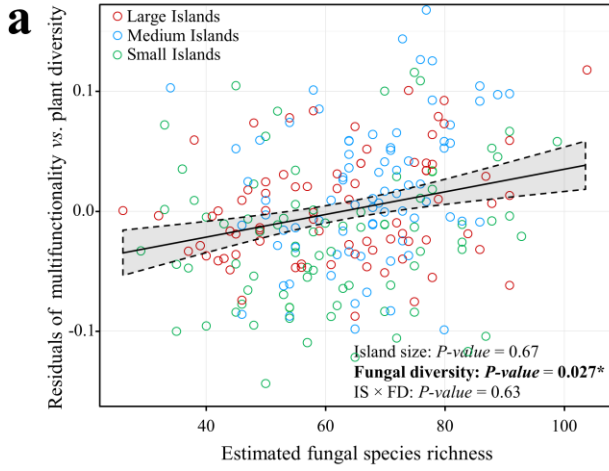 a
Large Islands
Medium Islands
Small Islands
Residuals of multifunctionality vs. plant diversity
0.1
0.0
-0.1
Island size: P-value = 0.67
Fungal diversity: P-value = 0.027*
IS × FD: P-value = 0.63
40 60 80 100
Estimated fungal species richness